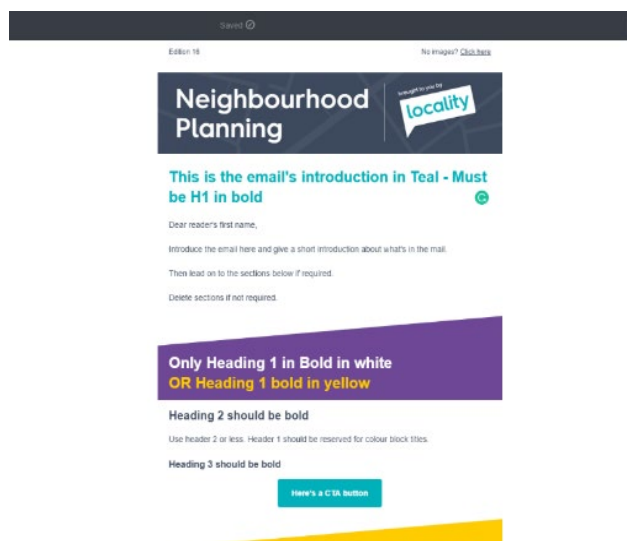 Saved
Edition 16
No images? Click here
Neighbourhood
Planning
brought to you by
locality
This is the email's introduction in Teal - Must
be H1 in bold
Dear reader's first name,
Introduce the email here and give a short introduction about what's in the mail.
Then lead on to the sections below if required.
Delete sections if not required.
Only Heading 1 in Bold in white
OR Heading 1 bold in yellow
Heading 2 should be bold
Use header 2 or less. Header 1 should be reserved for colour block titles.
Heading 3 should be bold
Here's a CTA button